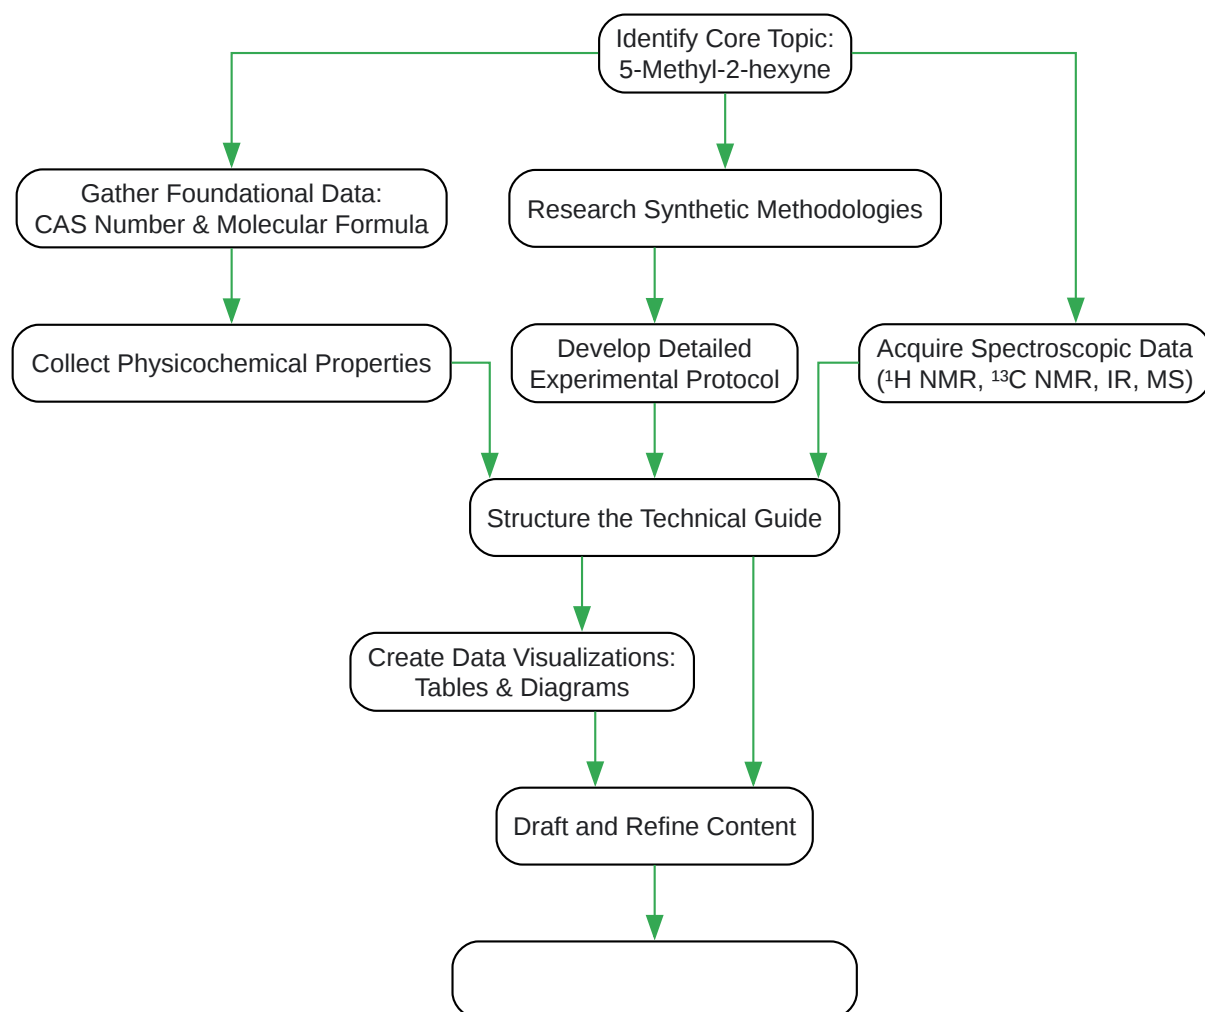 Identify Core Topic:
5-Methyl-2-hexyne
Gather Foundational Data:
CAS Number & Molecular Formula
Research Synthetic Methodologies
Collect Physicochemical Properties
Develop Detailed
Experimental Protocol
Acquire Spectroscopic Data
(¹H NMR, ¹³C NMR, IR, MS)
Structure the Technical Guide
Create Data Visualizations:
Tables & Diagrams
Draft and Refine Content